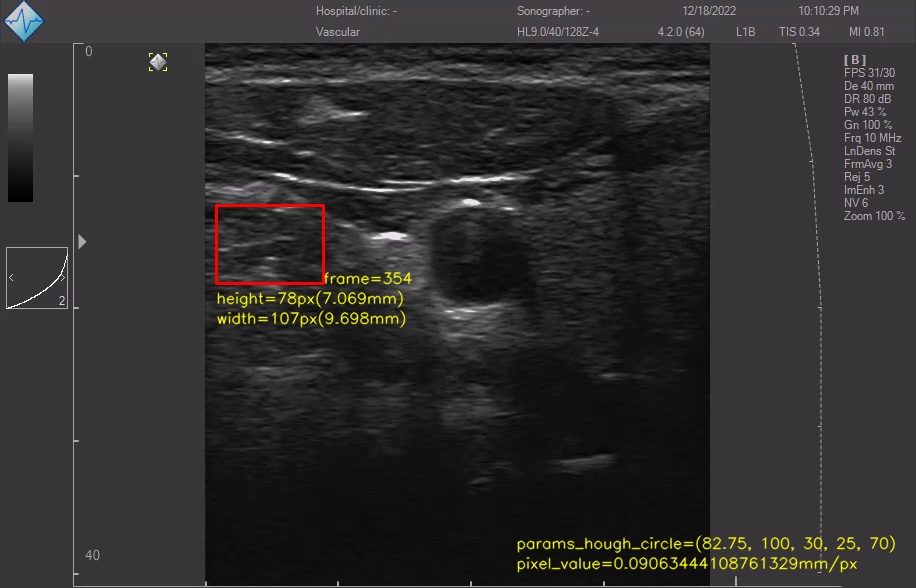 Hospital/clinic: - Sonographer: - 12/18/2022 10:10:29 PM
Vascular HL9.0/40/128Z-4 4.2.0 (64) L1B TIS 0.34 MI 0.81
0
[ B ]
FPS 31/30
De 40 mm
DR 80 dB
Pw 43 %
Gn 100 %
Frq 10 MHz
LnDens St
FrmAvg 3
Rej 5
ImEnh 3
NV 6
Zoom 100 %
2
frame=354
height=78px(7.069mm)
width=107px(9.698mm)
40
params_hough_circle=(82.75, 100, 30, 25, 70)
pixel_value=0.09063444108761329mm/px